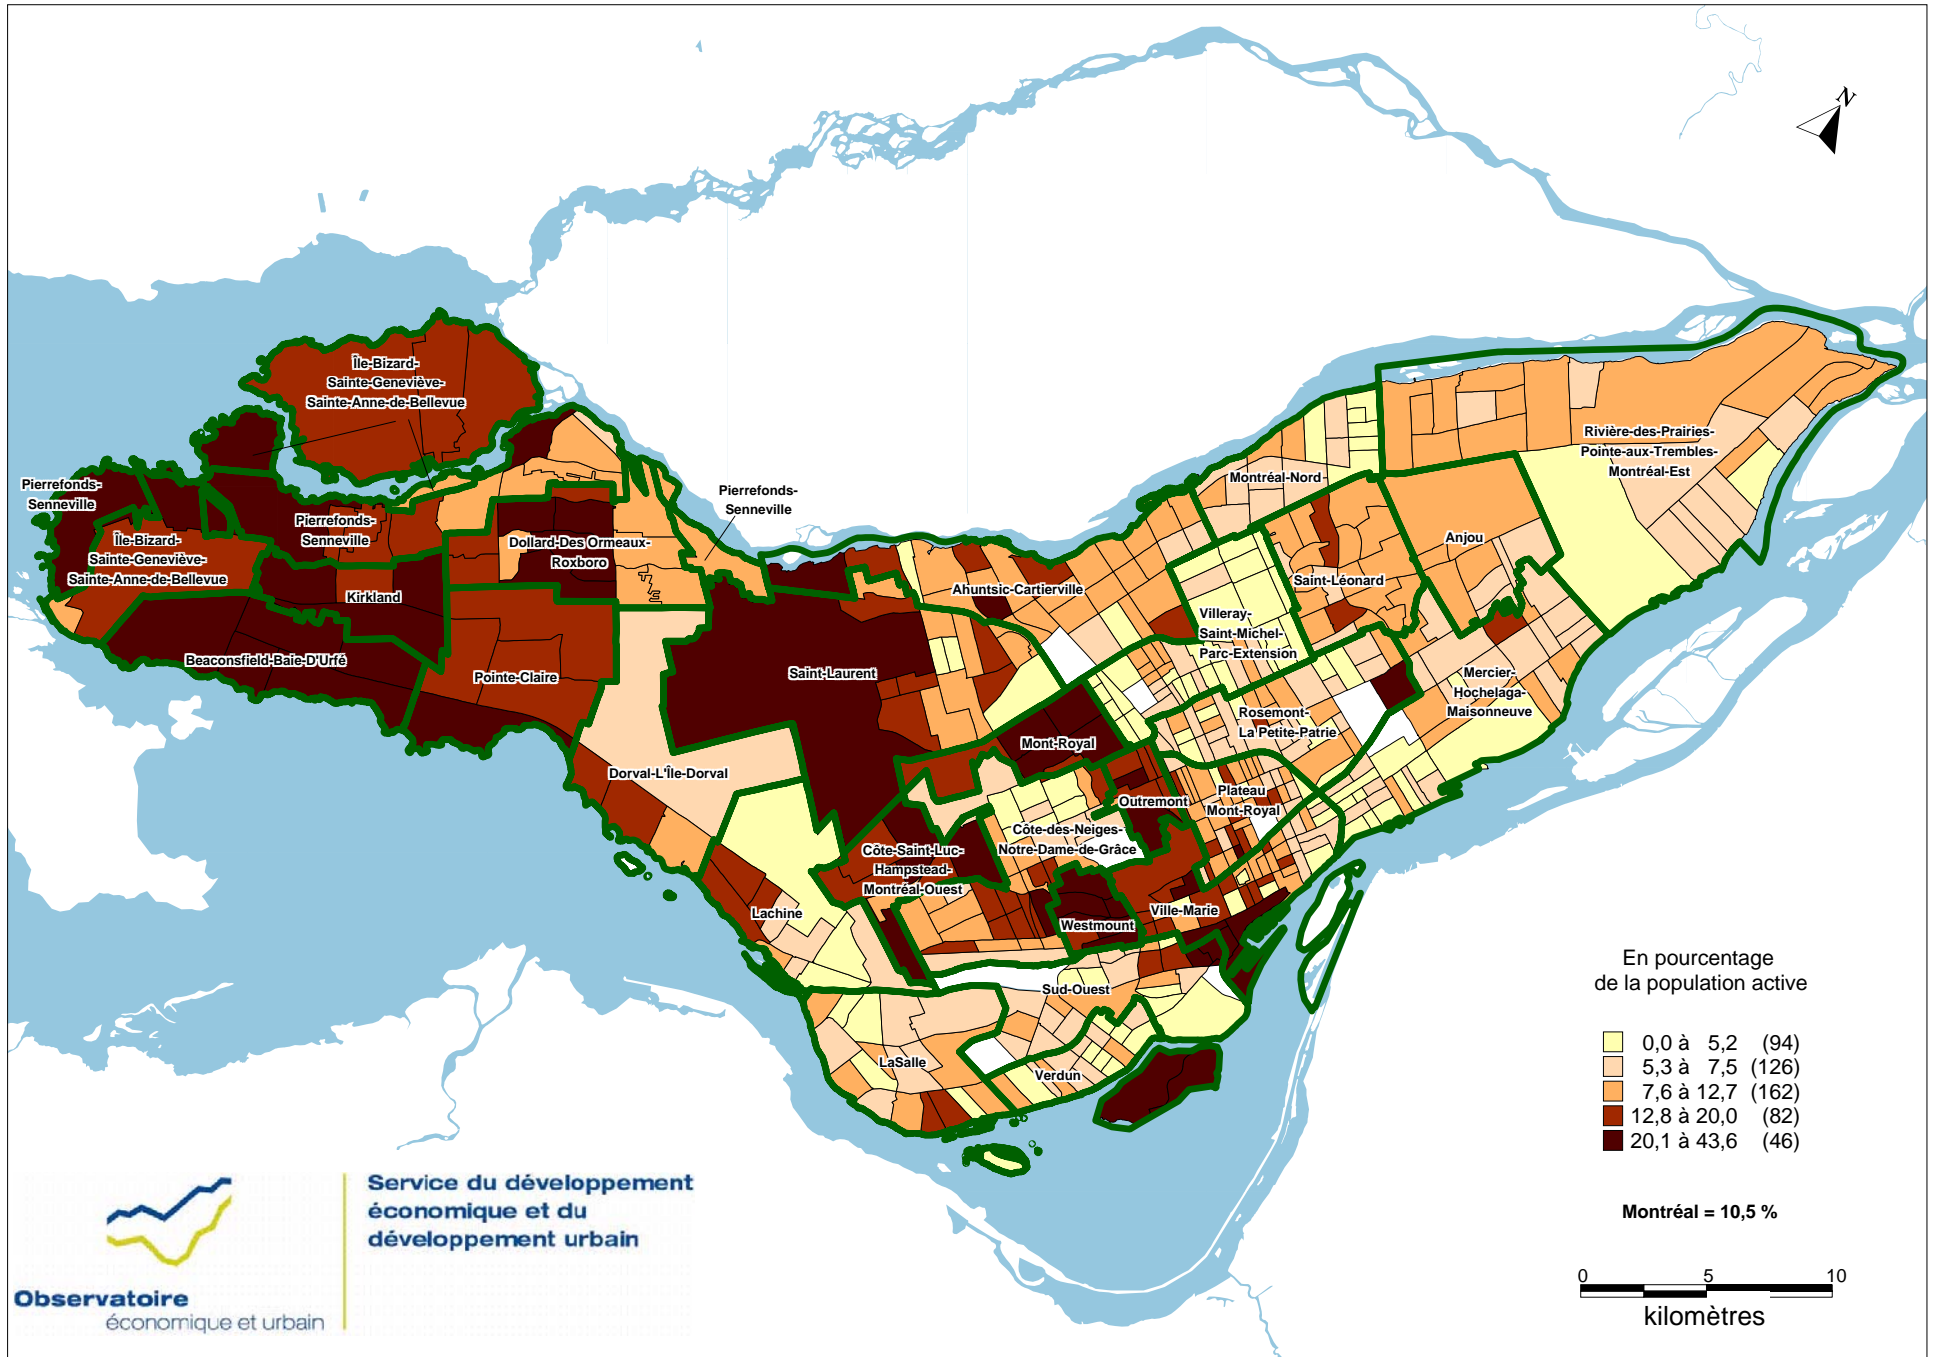 N
Île-Bizard-
Sainte-Geneviève-
Sainte-Anne-de-Bellevue
Pierrefonds-
Senneville
Pierrefonds-
Senneville
Île-Bizard-
Sainte-Geneviève-
Sainte-Anne-de-Bellevue
Kirkland
Beaconsfield-Baie-D'Urfé
Pointe-Claire
Dollard-Des Ormeaux-
Roxboro
Pierrefonds-
Senneville
Dorval-L'Île-Dorval
Saint-Laurent
Ahuntsic-Cartierville
Montréal-Nord
Rivière-des-Prairies-
Pointe-aux-Trembles-
Montréal-Est
Anjou
Saint-Léonard
Villeray-
Saint-Michel-
Parc-Extension
Mercier-
Hochelaga-
Maisonneuve
Rosemont-
La Petite-Patrie
Mont-Royal
Outremont
Plateau
Mont-Royal
Côte-des-Neiges-
Notre-Dame-de-Grâce
Côte-Saint-Luc-
Hampstead-
Montréal-Ouest
Lachine
Westmount
Ville-Marie
Sud-Ouest
LaSalle
Verdun
En pourcentage
de la population active
0,0 à 5,2 (94)
5,3 à 7,5 (126)
7,6 à 12,7 (162)
12,8 à 20,0 (82)
20,1 à 43,6 (46)
Montréal = 10,5 %
0 5 10
kilomètres
Service du développement
économique et du
développement urbain
Observatoire
économique et urbain